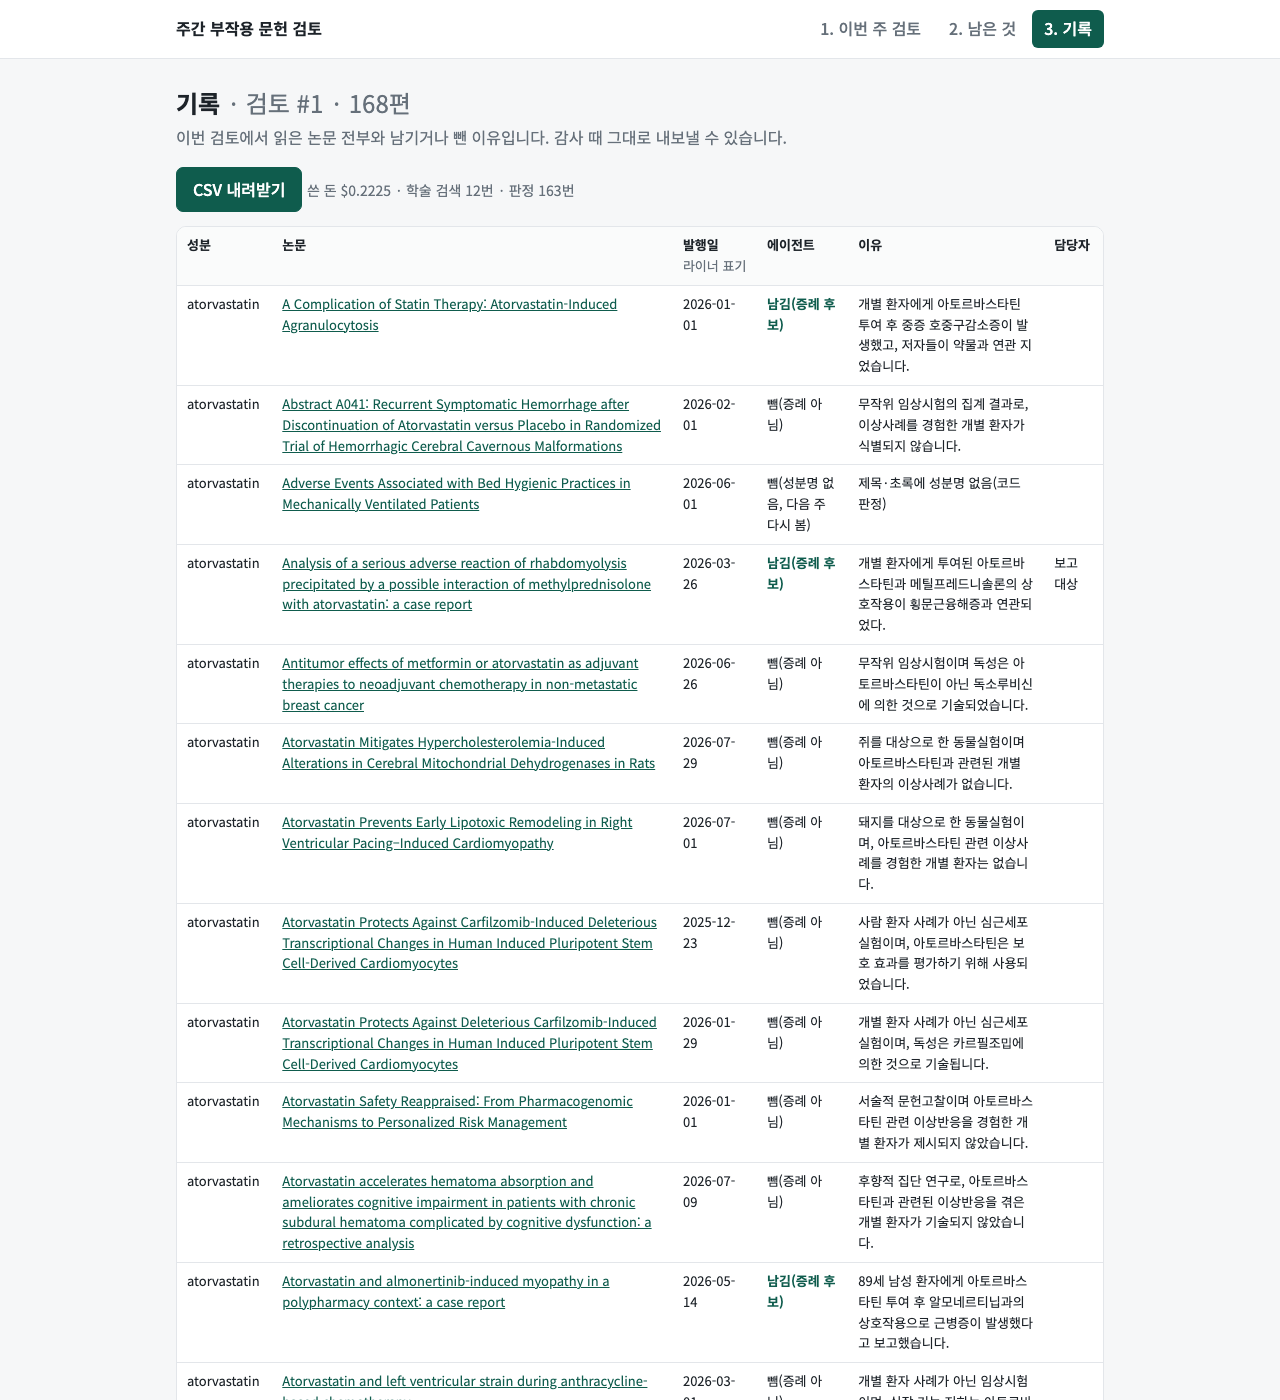 주간 부작용 문헌 검토
1. 이번 주 검토
2. 남은 것
3. 기록
기록 · 검토 #1 · 168편
이번 검토에서 읽은 논문 전부와 남기거나 뺀 이유입니다. 감사 때 그대로 내보낼 수 있습니다.
CSV 내려받기
쓴 돈 $0.2225 · 학술 검색 12번 · 판정 163번
성분
논문
발행일
라이너 표기
에이전트
이유
담당자
atorvastatin
A Complication of Statin Therapy: Atorvastatin-Induced
Agranulocytosis
2026-01-
01
남김(증례 후
보)
개별 환자에게 아토르바스타틴
투여 후 중증 호중구감소증이 발
생했고, 저자들이 약물과 연관 지
었습니다.
atorvastatin
Abstract A041: Recurrent Symptomatic Hemorrhage after
Discontinuation of Atorvastatin versus Placebo in Randomized
Trial of Hemorrhagic Cerebral Cavernous Malformations
2026-02-
01
뺌(증례 아
님)
무작위 임상시험의 집계 결과로,
이상사례를 경험한 개별 환자가
식별되지 않습니다.
atorvastatin
Adverse Events Associated with Bed Hygienic Practices in
Mechanically Ventilated Patients
2026-06-
01
뺌(성분명 없
음, 다음 주
다시 봄)
제목·초록에 성분명 없음(코드
판정)
atorvastatin
Analysis of a serious adverse reaction of rhabdomyolysis
precipitated by a possible interaction of methylprednisolone
with atorvastatin: a case report
2026-03-
26
남김(증례 후
보)
개별 환자에게 투여된 아토르바
스타틴과 메틸프레드니솔론의 상
호작용이 횡문근융해증과 연관되
었다.
보고
대상
atorvastatin
Antitumor effects of metformin or atorvastatin as adjuvant
therapies to neoadjuvant chemotherapy in non-metastatic
breast cancer
2026-06-
26
뺌(증례 아
님)
무작위 임상시험이며 독성은 아
토르바스타틴이 아닌 독소루비신
에 의한 것으로 기술되었습니다.
atorvastatin
Atorvastatin Mitigates Hypercholesterolemia-Induced
Alterations in Cerebral Mitochondrial Dehydrogenases in Rats
2026-07-
29
뺌(증례 아
님)
쥐를 대상으로 한 동물실험이며
아토르바스타틴과 관련된 개별
환자의 이상사례가 없습니다.
atorvastatin
Atorvastatin Prevents Early Lipotoxic Remodeling in Right
Ventricular Pacing–Induced Cardiomyopathy
2026-07-
01
뺌(증례 아
님)
돼지를 대상으로 한 동물실험이
며, 아토르바스타틴 관련 이상사
례를 경험한 개별 환자는 없습니
다.
atorvastatin
Atorvastatin Protects Against Carfilzomib-Induced Deleterious
Transcriptional Changes in Human Induced Pluripotent Stem
Cell-Derived Cardiomyocytes
2025-12-
23
뺌(증례 아
님)
사람 환자 사례가 아닌 심근세포
실험이며, 아토르바스타틴은 보
호 효과를 평가하기 위해 사용되
었습니다.
atorvastatin
Atorvastatin Protects Against Deleterious Carfilzomib-Induced
Transcriptional Changes in Human Induced Pluripotent Stem
Cell-Derived Cardiomyocytes
2026-01-
29
뺌(증례 아
님)
개별 환자 사례가 아닌 심근세포
실험이며, 독성은 카르필조밉에
의한 것으로 기술됩니다.
atorvastatin
Atorvastatin Safety Reappraised: From Pharmacogenomic
Mechanisms to Personalized Risk Management
2026-01-
01
뺌(증례 아
님)
서술적 문헌고찰이며 아토르바스
타틴 관련 이상반응을 경험한 개
별 환자가 제시되지 않았습니다.
atorvastatin
Atorvastatin accelerates hematoma absorption and
ameliorates cognitive impairment in patients with chronic
subdural hematoma complicated by cognitive dysfunction: a
retrospective analysis
2026-07-
09
뺌(증례 아
님)
후향적 집단 연구로, 아토르바스
타틴과 관련된 이상반응을 겪은
개별 환자가 기술되지 않았습니
다.
atorvastatin
Atorvastatin and almonertinib-induced myopathy in a
polypharmacy context: a case report
2026-05-
14
남김(증례 후
보)
89세 남성 환자에게 아토르바스
타틴 투여 후 알모네르티닙과의
상호작용으로 근병증이 발생했다
고 보고했습니다.
atorvastatin
Atorvastatin and left ventricular strain during anthracycline-
2026-03-
뺌(증례 아
개별 환자 사례가 아닌 임상시험